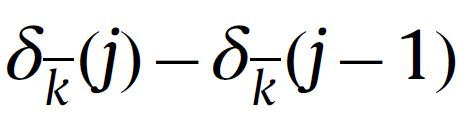 δ_{\overline{k}}(j) − δ_{\overline{k}}(j − 1)